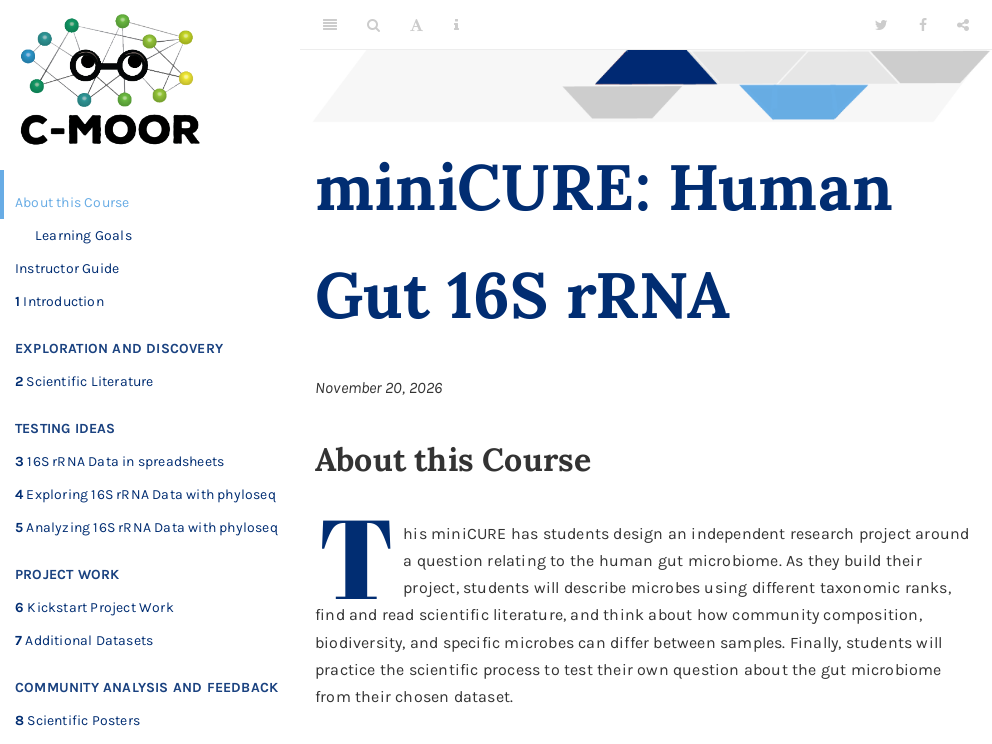 C-MOOR
About this Course
Learning Goals
Instructor Guide
1 Introduction
EXPLORATION AND DISCOVERY
2 Scientific Literature
TESTING IDEAS
3 16S rRNA Data in spreadsheets
4 Exploring 16S rRNA Data with phyloseq
5 Analyzing 16S rRNA Data with phyloseq
PROJECT WORK
6 Kickstart Project Work
7 Additional Datasets
COMMUNITY ANALYSIS AND FEEDBACK
8 Scientific Posters
A
miniCURE: Human
Gut 16S rRNA
November 20, 2026
About this Course
This miniCURE has students design an independent research project around
a question relating to the human gut microbiome. As they build their
project, students will describe microbes using different taxonomic ranks,
find and read scientific literature, and think about how community composition,
biodiversity, and specific microbes can differ between samples. Finally, students will
practice the scientific process to test their own question about the gut microbiome
from their chosen dataset.